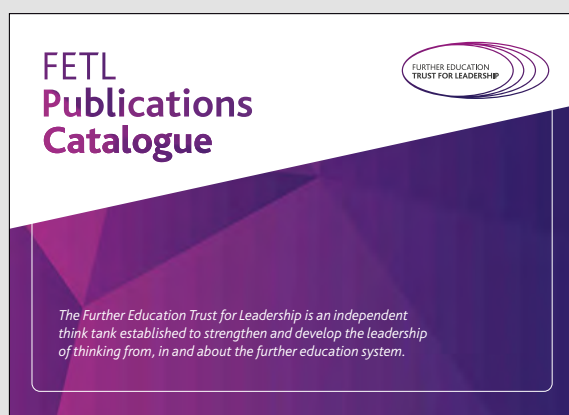 FETL
Publications
Catalogue
FURTHER EDUCATION
TRUST FOR LEADERSHIP
The Further Education Trust for Leadership is an independent
think tank established to strengthen and develop the leadership
of thinking from, in and about the further education system.